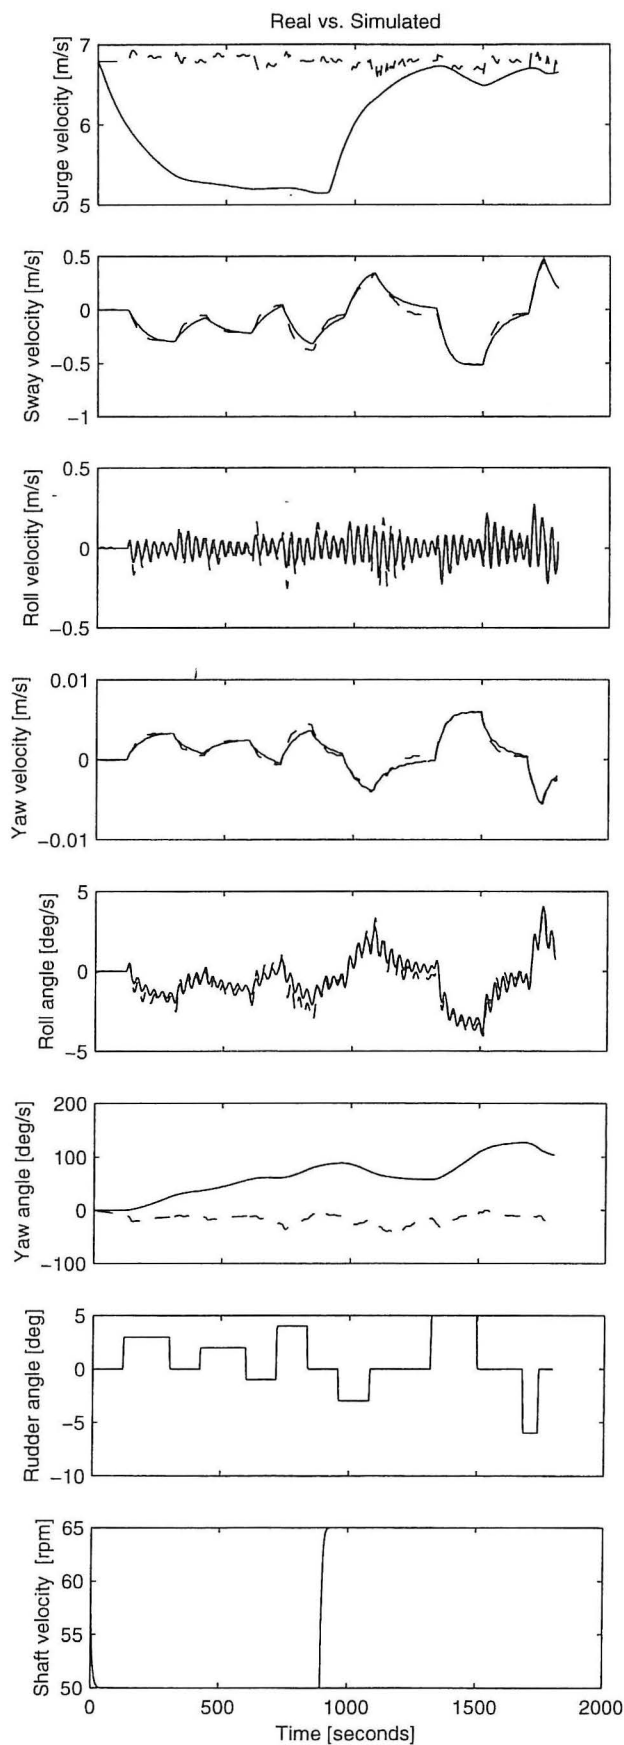 Real vs. Simulated
7
6
5
Surge velocity [m/s]
0.5
0
−0.5
−1
Sway velocity [m/s]
0.5
0
−0.5
Roll velocity [m/s]
0.01
0
−0.01
Yaw velocity [m/s]
5
0
−5
Roll angle [deg/s]
200
100
0
−100
Yaw angle [deg/s]
5
0
−5
−10
Rudder angle [deg]
65
60
55
50
Shaft velocity [rpm]
0 500 1000 1500 2000
Time [seconds]